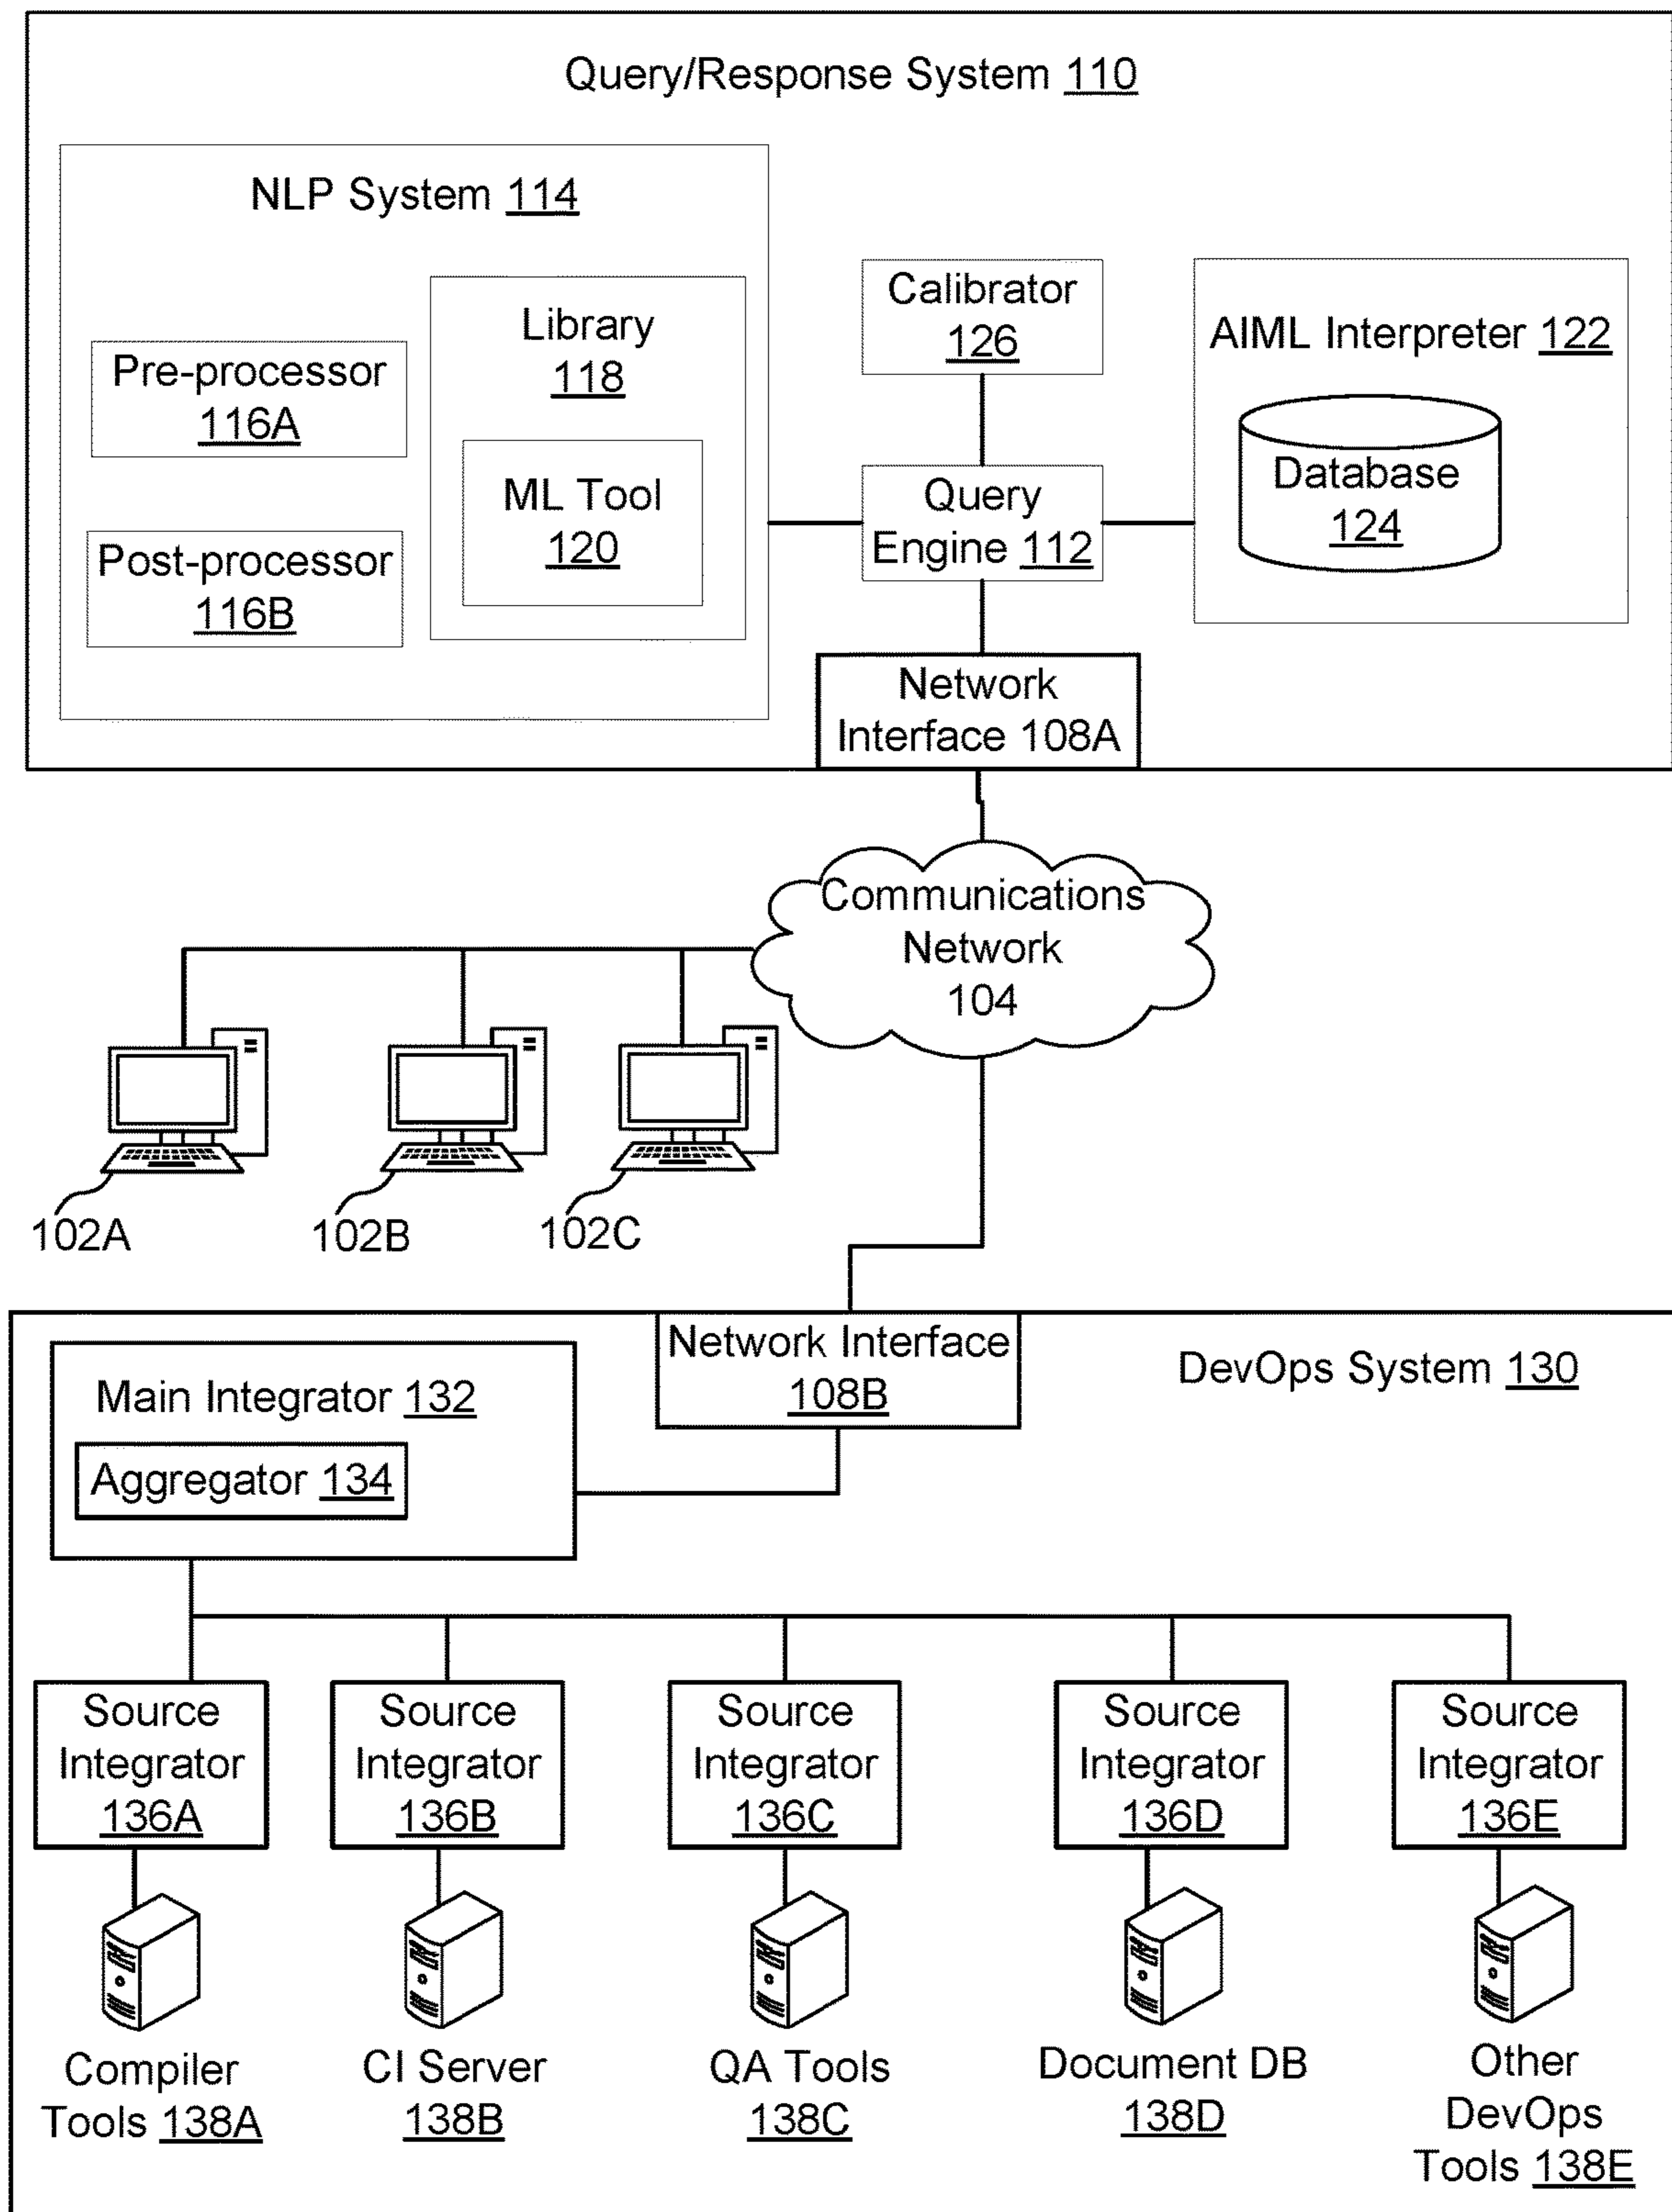 Query/Response System 110
NLP System 114
Pre-processor
116A
Post-processor
116B
Library
118
ML Tool
120
Calibrator
126
Query
Engine 112
AIML Interpreter 122
Database
124
Network
Interface 108A
Communications
Network
104
102A
102B
102C
Network Interface
108B
DevOps System 130
Main Integrator 132
Aggregator 134
Source
Integrator
136A
Source
Integrator
136B
Source
Integrator
136C
Source
Integrator
136D
Source
Integrator
136E
Compiler
Tools 138A
CI Server
138B
QA Tools
138C
Document DB
138D
Other
DevOps
Tools 138E